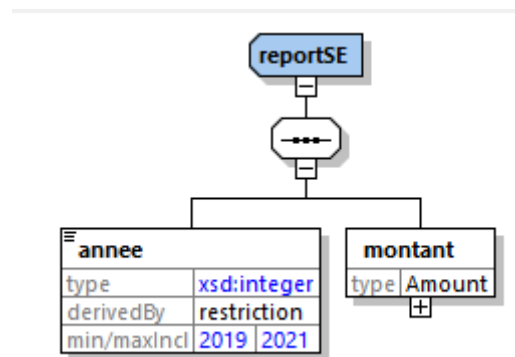 reportSE
annee
type xsd:integer
derivedBy restriction
min/maxIncl 2019 2021
montant
type Amount